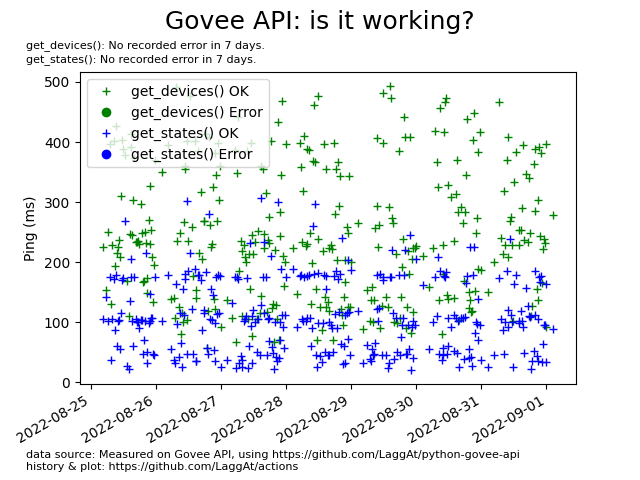 Govee API: is it working?
get_devices(): No recorded error in 7 days.
get_states(): No recorded error in 7 days.
500
400
300
200
100
0
Ping (ms)
get_devices() OK
get_devices() Error
get_states() OK
get_states() Error
2022-08-25
2022-08-26
2022-08-27
2022-08-28
2022-08-29
2022-08-30
2022-08-31
2022-09-01
data source: Measured on Govee API, using https://github.com/LaggAt/python-govee-api
history & plot: https://github.com/LaggAt/actions